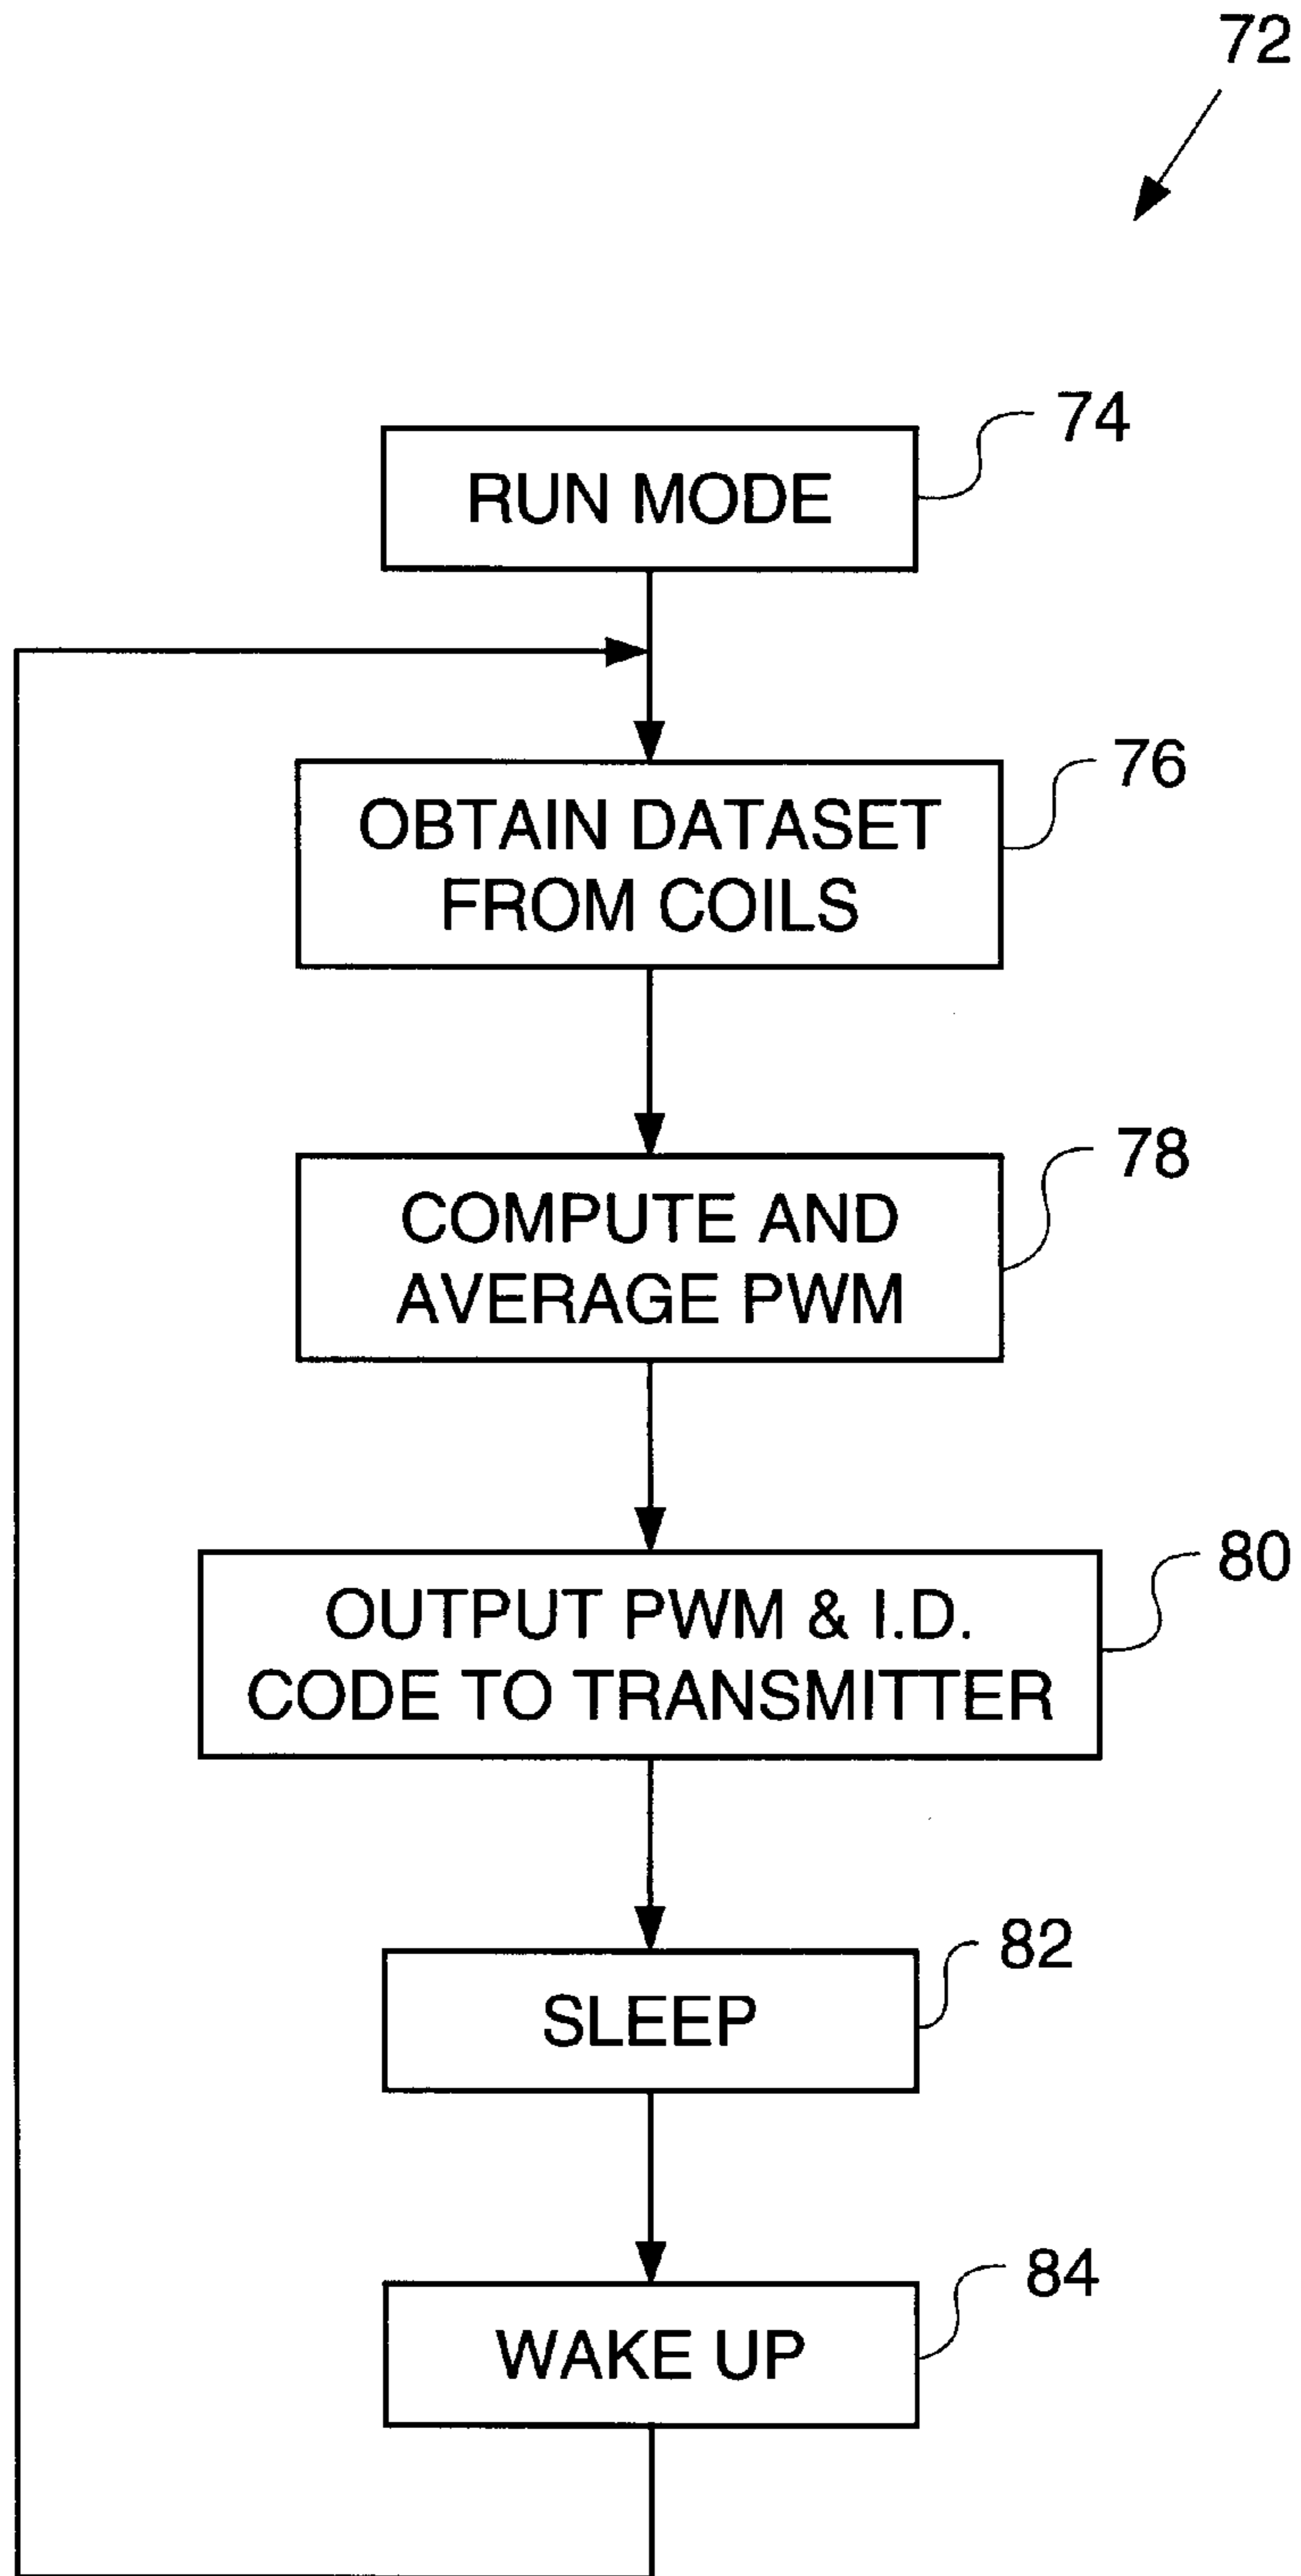 72
74
RUN MODE
76
OBTAIN DATASET
FROM COILS
78
COMPUTE AND
AVERAGE PWM
80
OUTPUT PWM & I.D.
CODE TO TRANSMITTER
82
SLEEP
84
WAKE UP